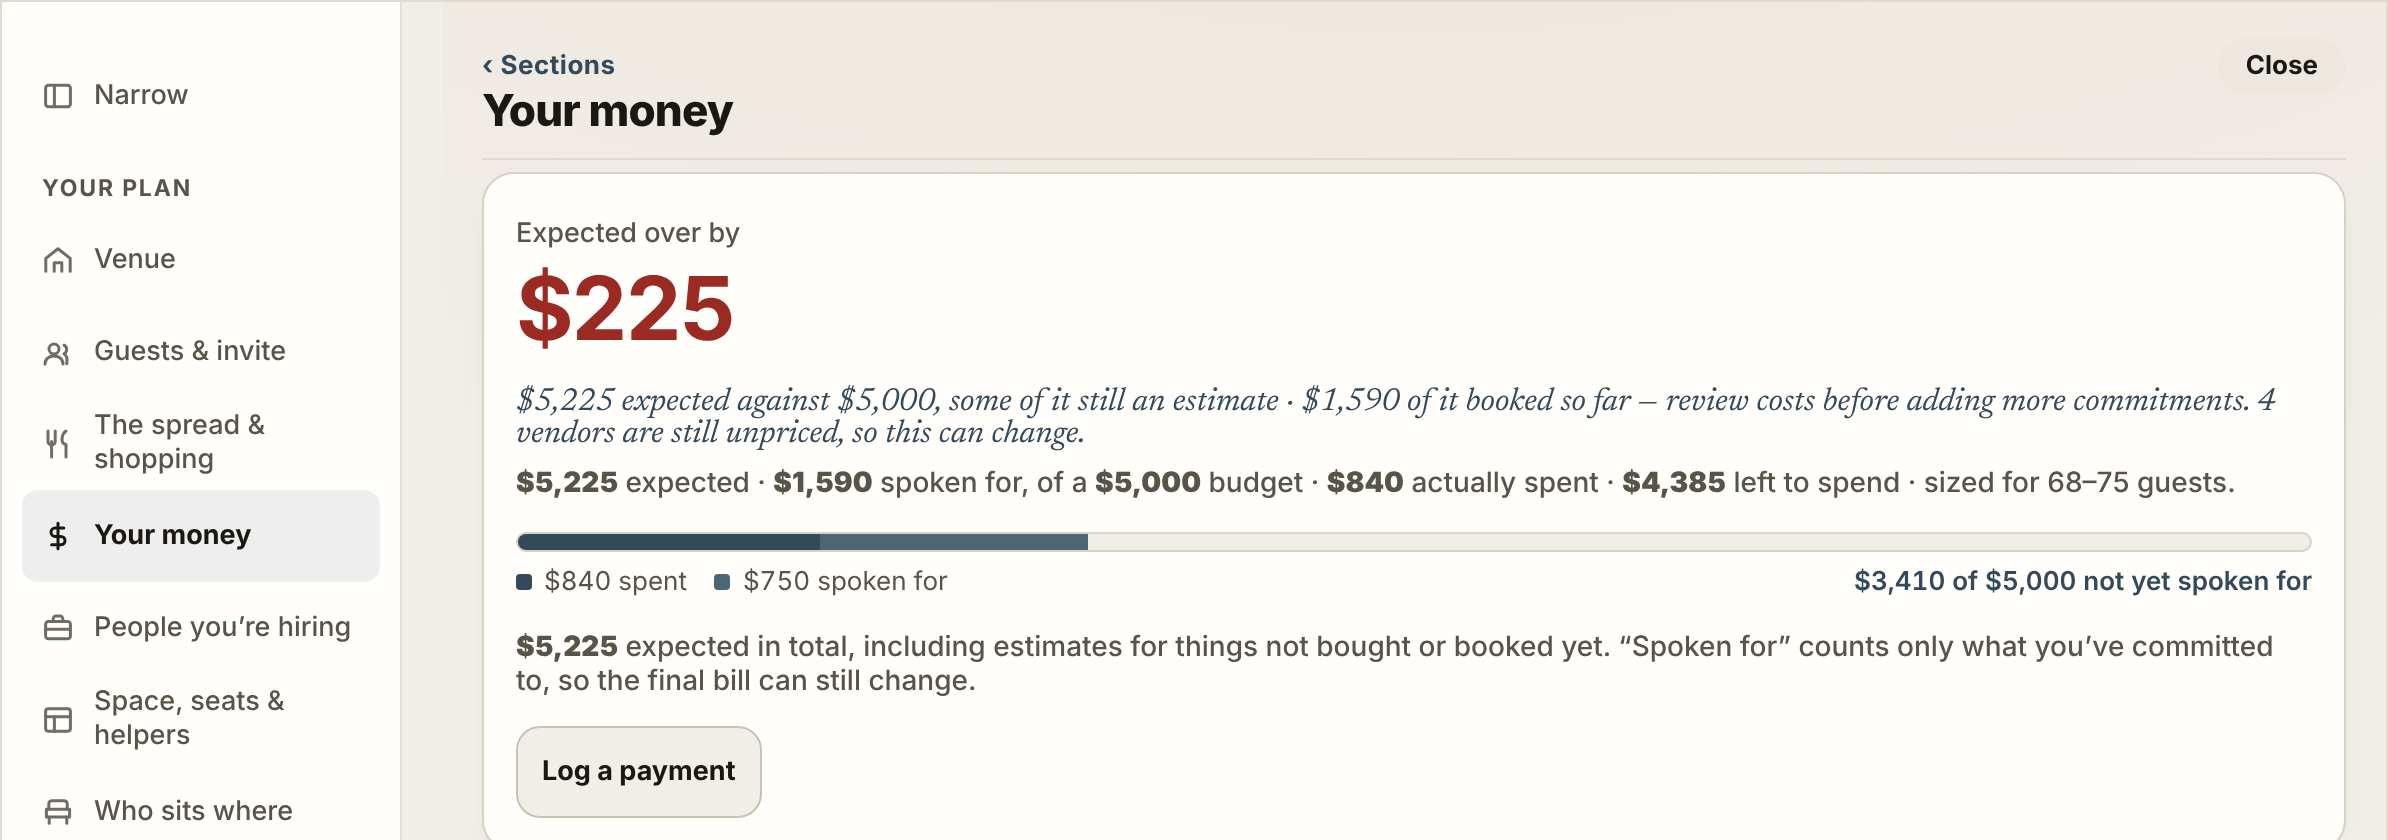 Narrow
YOUR PLAN
Venue
Guests & invite
The spread &
shopping
Your money
People you’re hiring
Space, seats &
helpers
Who sits where
‹ Sections
Close
Your money
Expected over by
$225
$5,225 expected against $5,000, some of it still an estimate · $1,590 of it booked so far – review costs before adding more commitments. 4
vendors are still unpriced, so this can change.
$5,225 expected · $1,590 spoken for, of a $5,000 budget · $840 actually spent · $4,385 left to spend · sized for 68–75 guests.
$840 spent $750 spoken for
$3,410 of $5,000 not yet spoken for
$5,225 expected in total, including estimates for things not bought or booked yet. “Spoken for” counts only what you’ve committed
to, so the final bill can still change.
Log a payment